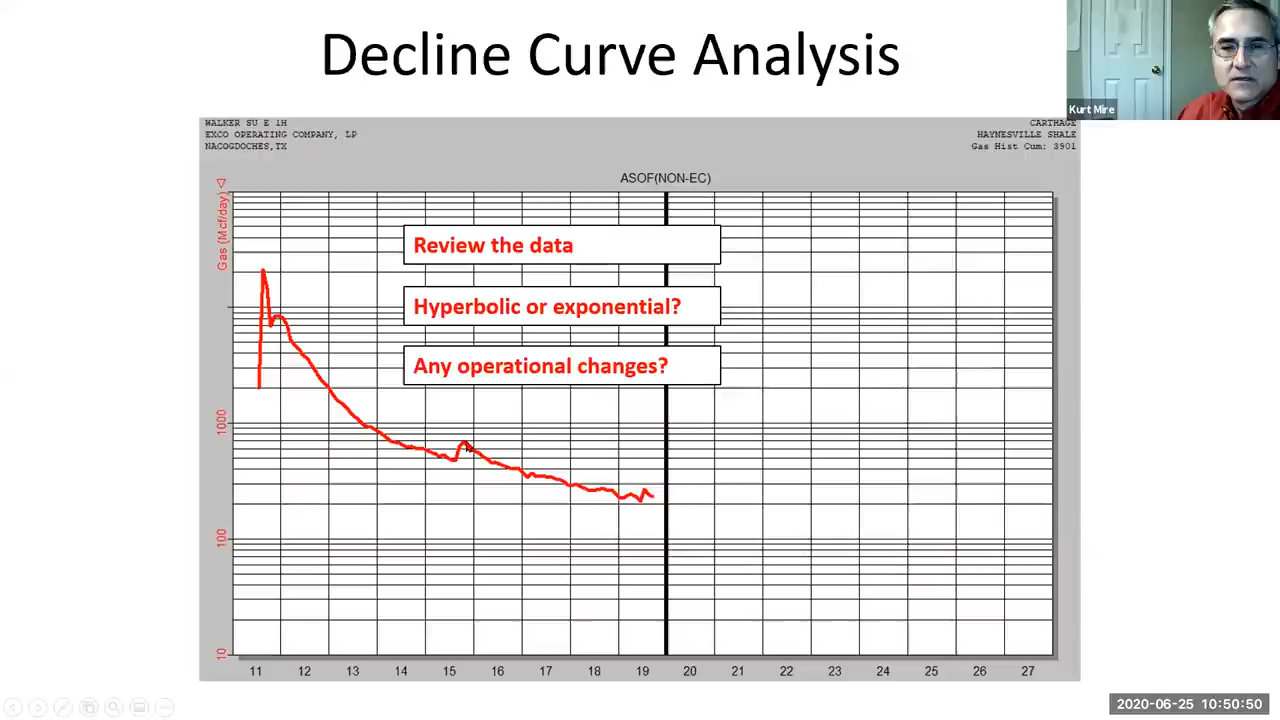 Decline Curve Analysis
Kurt Mire
WALKER SU E 1H
EXCO OPERATING COMPANY, LP
NACOGDOCHES,TX
CARTHAGE
HAYNESVILLE SHALE
Gas Hist Cum: 3901
ASOF(NON-EC)
Gas (Mcf/day)
Review the data
Hyperbolic or exponential?
Any operational changes?
1000
100
10
11 12 13 14 15 16 17 18 19 20 21 22 23 24 25 26 27
2020-06-25 10:50:50